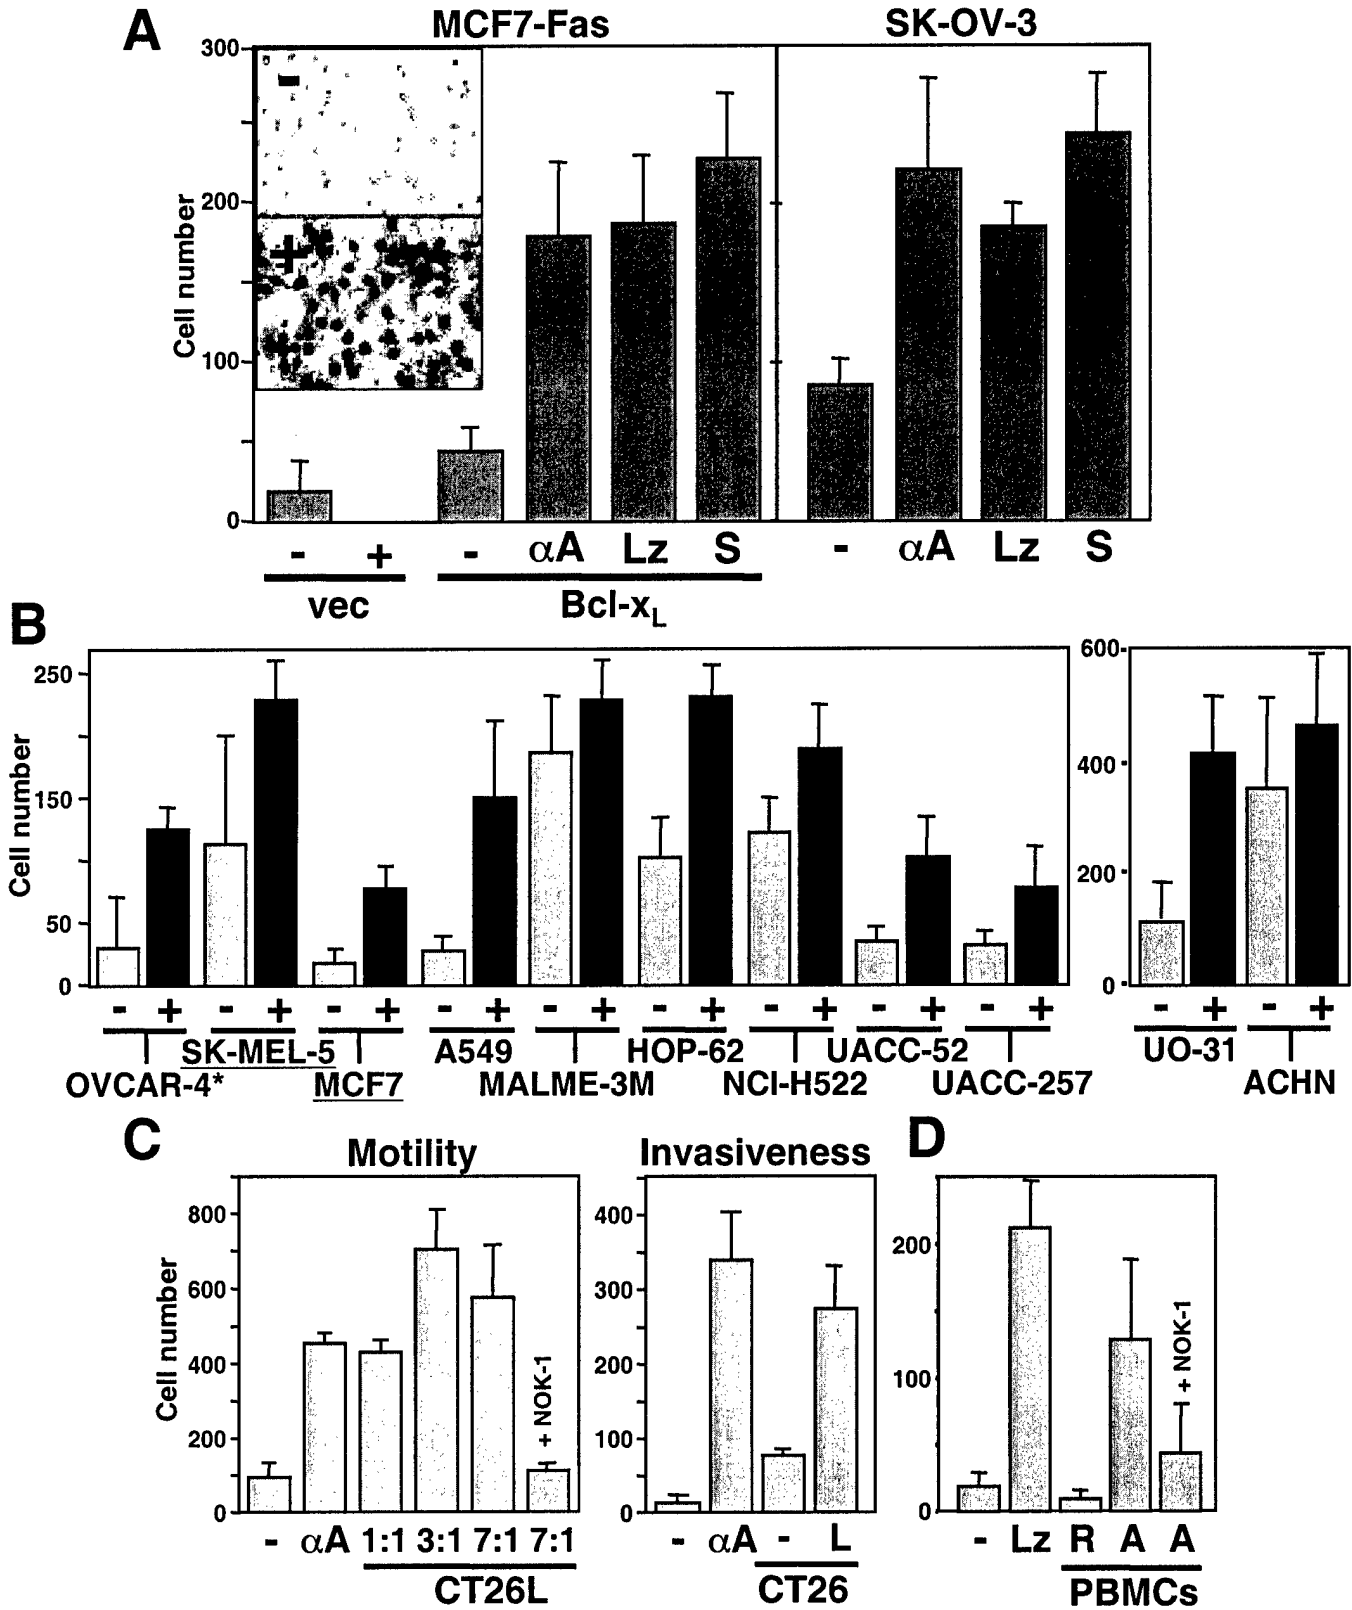 A
MCF7-Fas
SK-OV-3
300
200
100
0
Cell number
-
+
- + - αA Lz S - αA Lz S
vec
Bcl-xL
B
250
150
50
0
Cell number
600
400
200
0
- + - + - + - + - + - + - + - + - + - + - +
SK-MEL-5 A549 HOP-62 UACC-52 UO-31
OVCAR-4* MCF7 MALME-3M NCI-H522 UACC-257 ACHN
C
Motility
Invasiveness
D
800
600
400
200
0
Cell number
+ NOK-1
- αA 1:1 3:1 7:1 7:1
CT26L
400
300
200
100
0
- αA - L
CT26
200
100
0
+ NOK-1
- Lz R A A
PBMCs